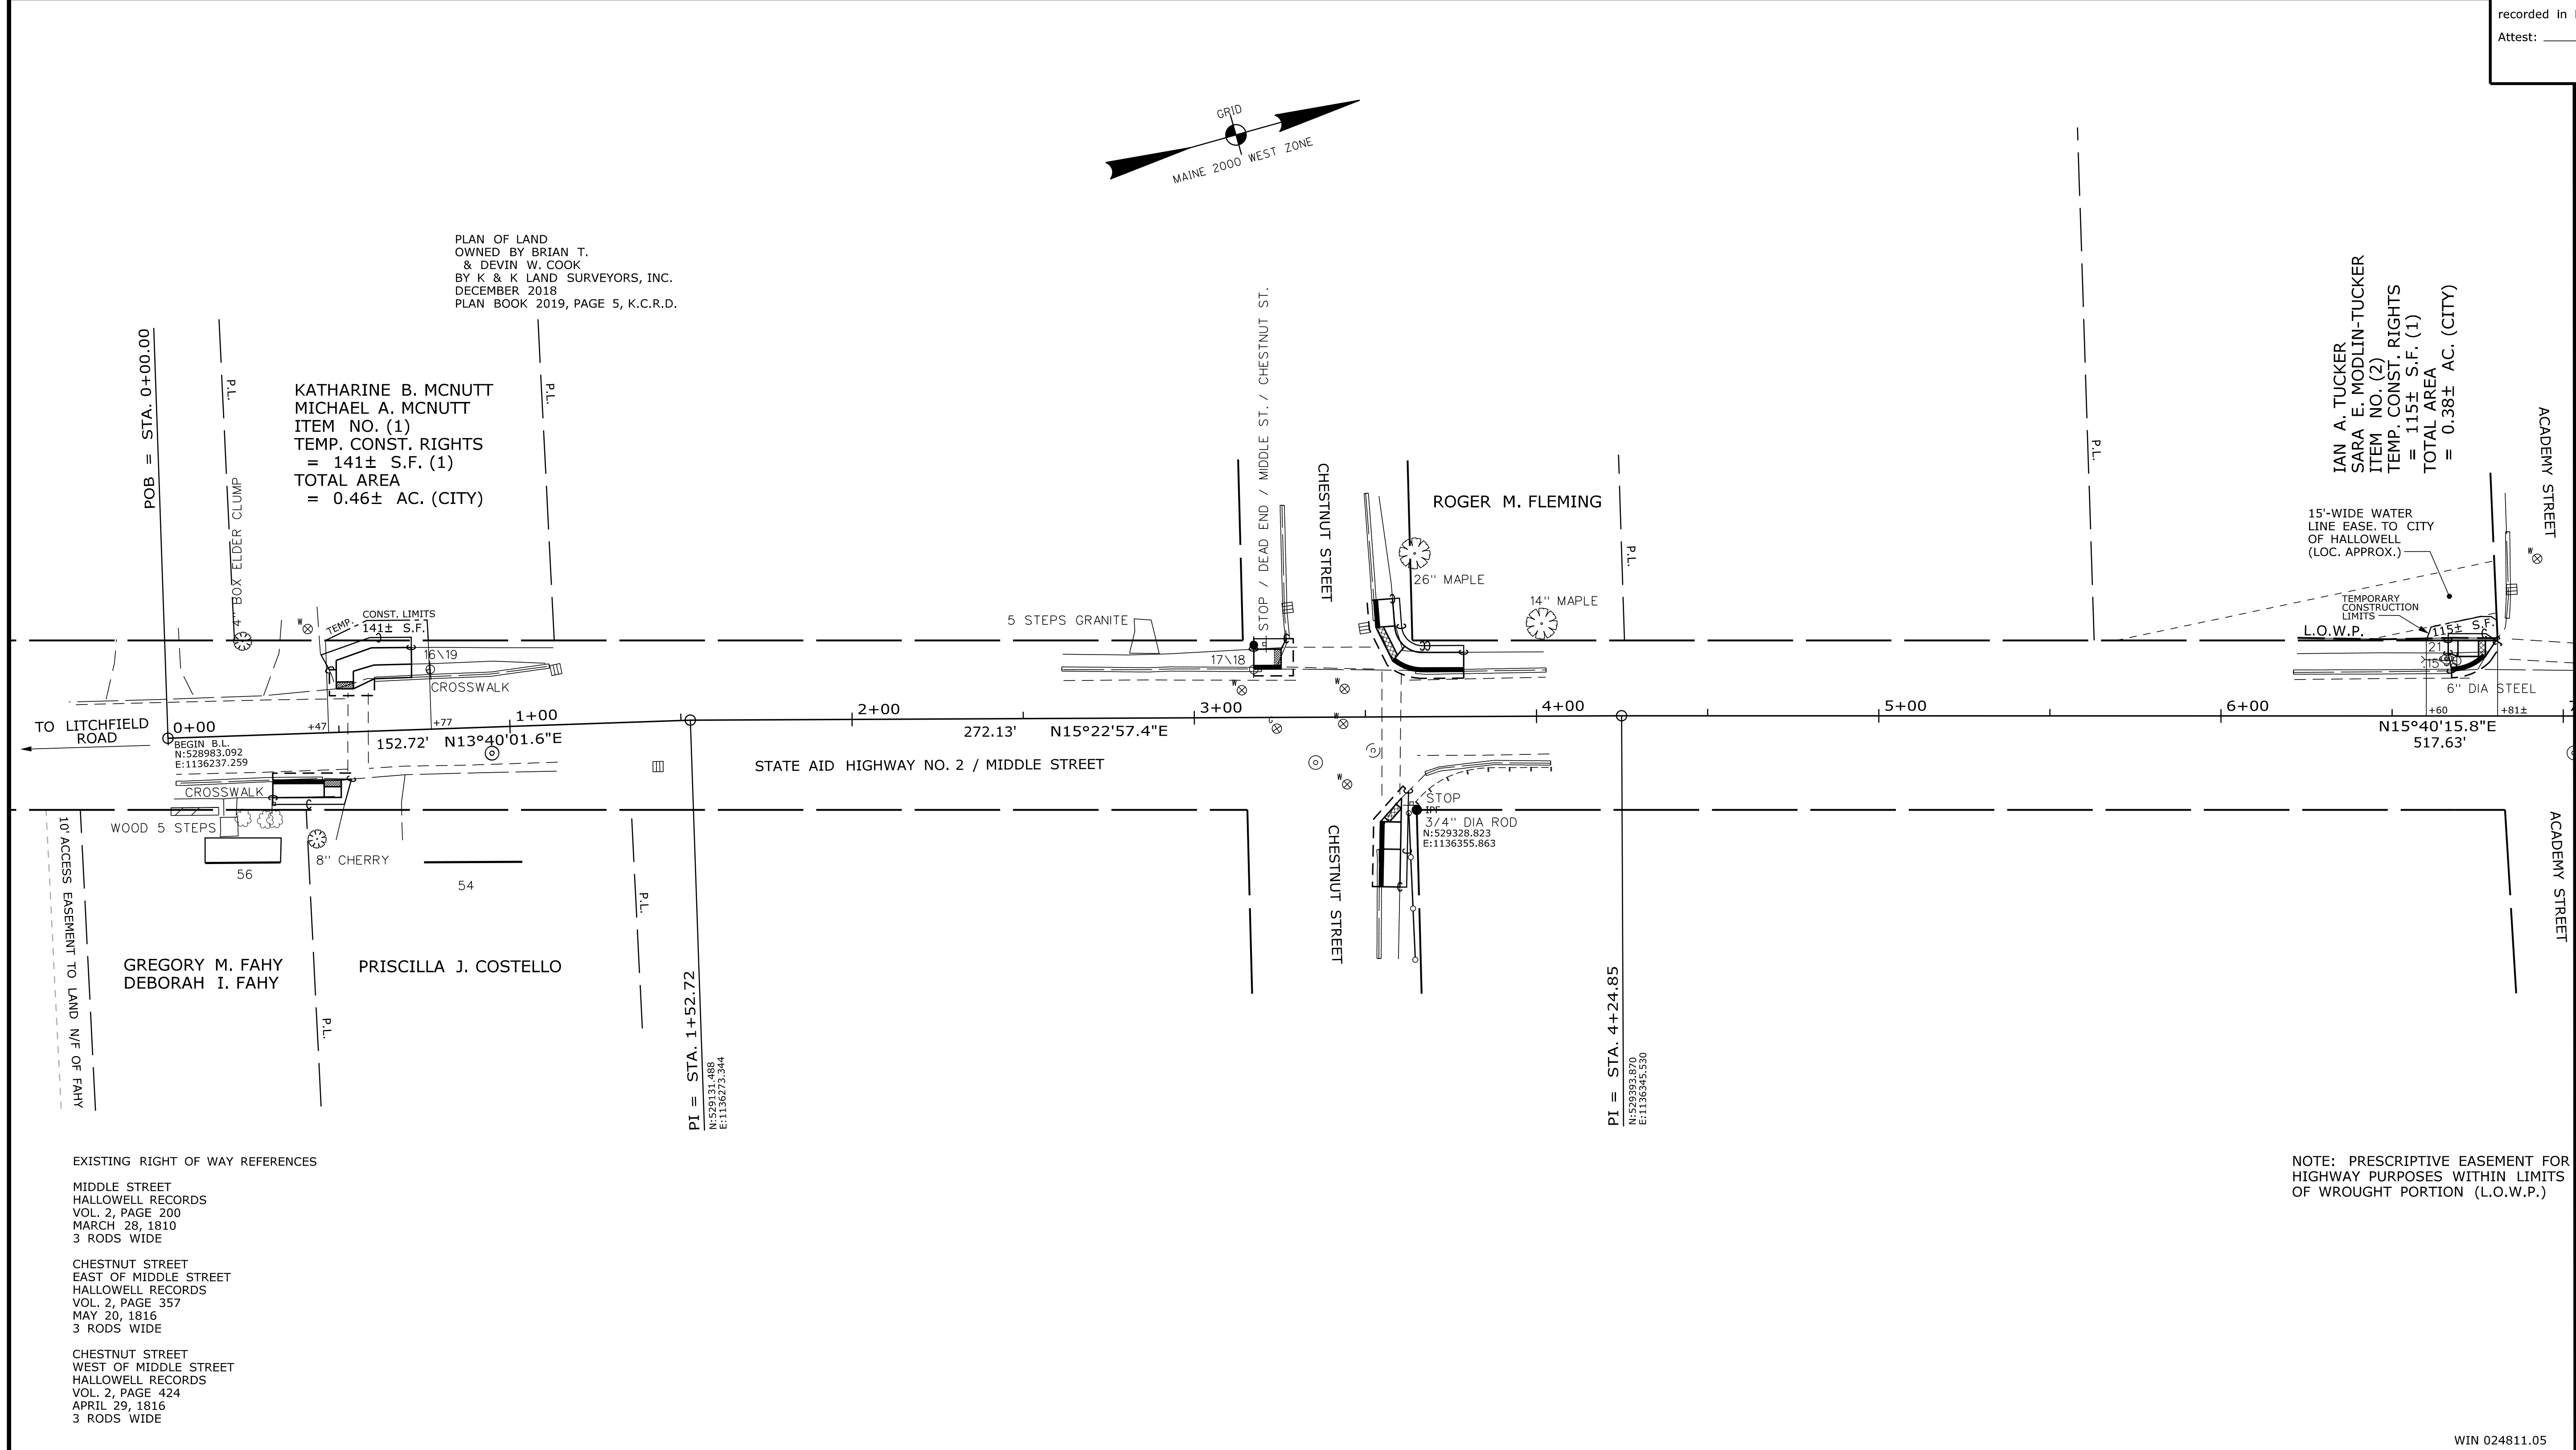 recorded in
Attest:
GRID
MAINE 2000 WEST ZONE
PLAN OF LAND
OWNED BY BRIAN T.
& DEVIN W. COOK
BY K & K LAND SURVEYORS, INC.
DECEMBER 2018
PLAN BOOK 2019, PAGE 5, K.C.R.D.
POB = STA. 0+00.00
P.L.
4" BOX ELDER CLUMP
KATHARINE B. MCNUTT
MICHAEL A. MCNUTT
ITEM NO. (1)
TEMP. CONST. RIGHTS
= 141± S.F. (1)
TOTAL AREA
= 0.46± AC. (CITY)
P.L.
STOP / DEAD END / MIDDLE ST. / CHESTNUT ST.
CHESTNUT STREET
ROGER M. FLEMING
26" MAPLE
14" MAPLE
P.L.
P.L.
IAN A. TUCKER
SARA E. MODLIN-TUCKER
ITEM NO. (2)
TEMP. CONST. RIGHTS
= 115± S.F. (1)
TOTAL AREA
= 0.38± AC. (CITY)
ACADEMY STREET
15'-WIDE WATER
LINE EASE. TO CITY
OF HALLOWELL
(LOC. APPROX.)
W
TEMPORARY
CONSTRUCTION
LIMITS
L.O.W.P.
115± S.F.
21
15
6" DIA STEEL
W
TEMP. CONST. LIMITS
141± S.F.
16\19
CROSSWALK
5 STEPS GRANITE
17\18
W
W
W
G
W
TO LITCHFIELD
ROAD
0+00
+47
+77
1+00
2+00
3+00
4+00
5+00
6+00
+60
+81±
7
BEGIN B.L.
N:528983.092
E:1136237.259
152.72' N13°40'01.6"E
272.13' N15°22'57.4"E
N15°40'15.8"E
517.63'
STATE AID HIGHWAY NO. 2 / MIDDLE STREET
CROSSWALK
WOOD 5 STEPS
56
8" CHERRY
54
STOP
IPF
3/4" DIA ROD
N:529328.823
E:1136355.863
10' ACCESS EASEMENT TO LAND N/F OF FAHY
GREGORY M. FAHY
DEBORAH I. FAHY
P.L.
PRISCILLA J. COSTELLO
P.L.
PI = STA. 1+52.72
N:529131.488
E:1136273.344
CHESTNUT STREET
PI = STA. 4+24.85
N:529393.870
E:1136345.530
ACADEMY STREET
EXISTING RIGHT OF WAY REFERENCES
MIDDLE STREET
HALLOWELL RECORDS
VOL. 2, PAGE 200
MARCH 28, 1810
3 RODS WIDE
CHESTNUT STREET
EAST OF MIDDLE STREET
HALLOWELL RECORDS
VOL. 2, PAGE 357
MAY 20, 1816
3 RODS WIDE
CHESTNUT STREET
WEST OF MIDDLE STREET
HALLOWELL RECORDS
VOL. 2, PAGE 424
APRIL 29, 1816
3 RODS WIDE
NOTE: PRESCRIPTIVE EASEMENT FOR
HIGHWAY PURPOSES WITHIN LIMITS
OF WROUGHT PORTION (L.O.W.P.)
WIN 024811.05